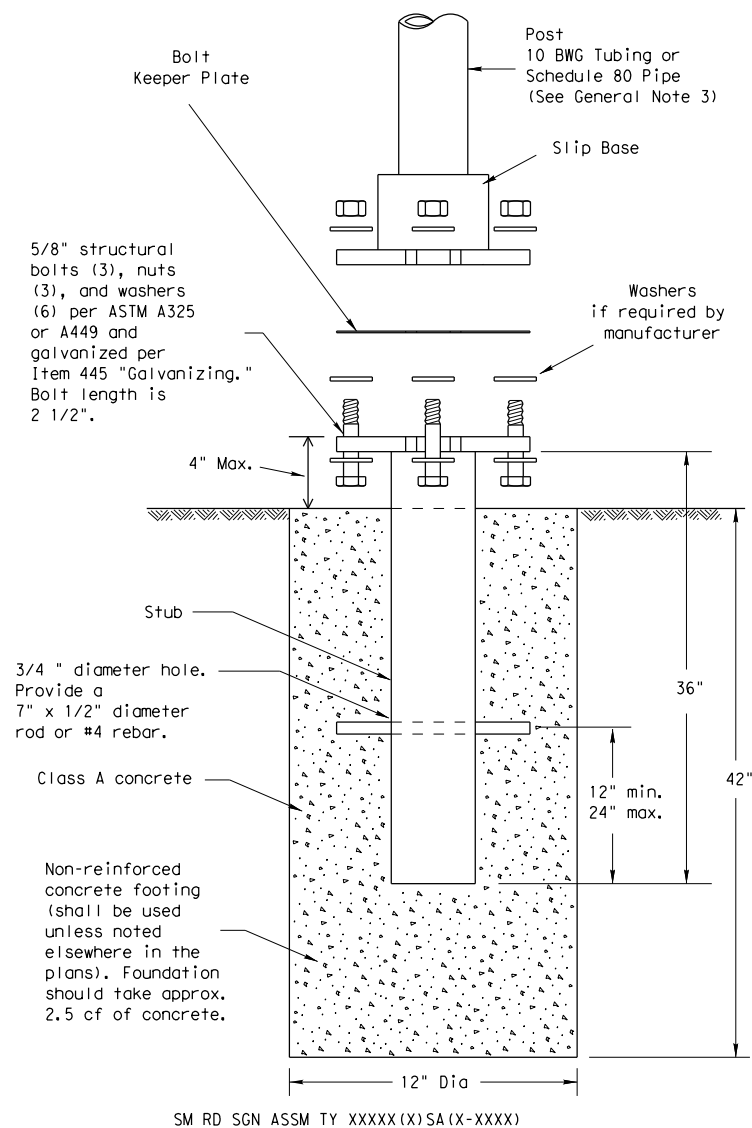 Post
10 BWG Tubing or
Schedule 80 Pipe
(See General Note 3)
Bolt
Keeper Plate
Slip Base
5/8" structural
bolts (3), nuts
(3), and washers
(6) per ASTM A325
or A449 and
galvanized per
Item 445 "Galvanizing."
Bolt length is
2 1/2".
Washers
if required by
manufacturer
4" Max.
Stub
3/4 " diameter hole.
Provide a
7" x 1/2" diameter
rod or #4 rebar.
36"
Class A concrete
42"
12" min.
24" max.
Non-reinforced
concrete footing
(shall be used
unless noted
elsewhere in the
plans). Foundation
should take approx.
2.5 cf of concrete.
12" Dia
SM RD SGN ASSM TY XXXXX(X)SA(X-XXXX)